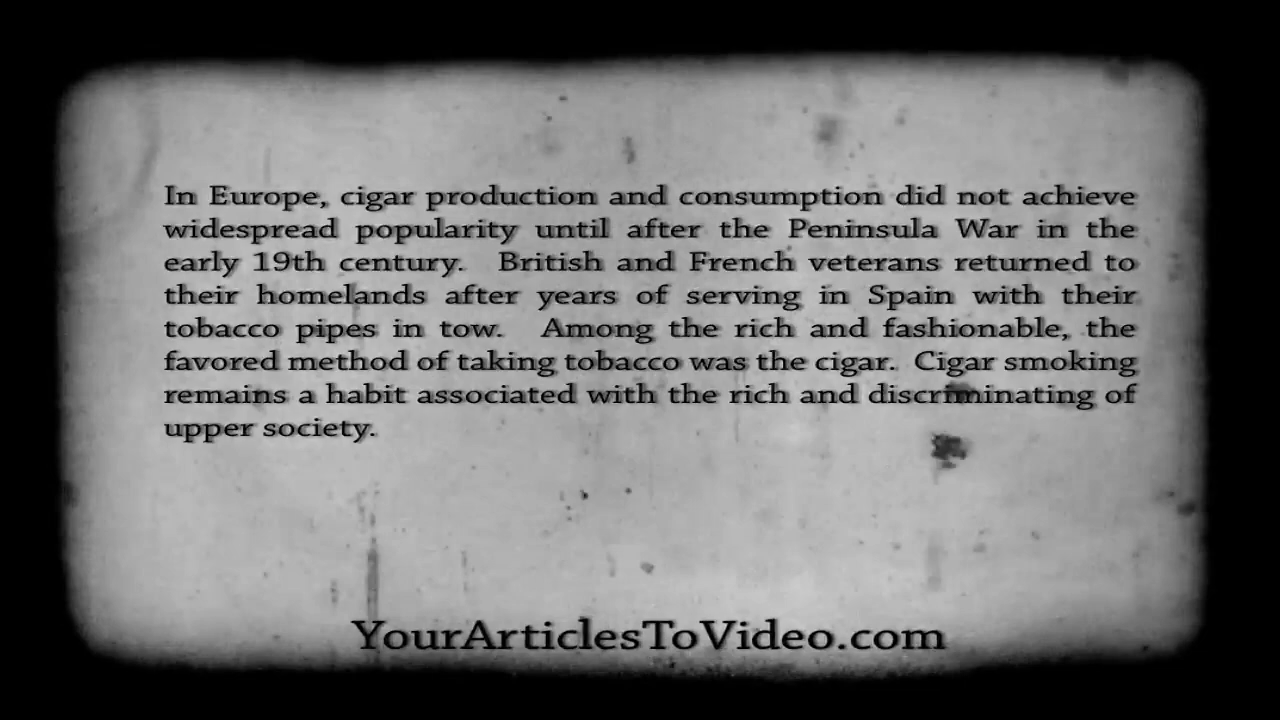 In Europe, cigar production and consumption did not achieve
widespread popularity until after the Peninsula War in the
early 19th century. British and French veterans returned to
their homelands after years of serving in Spain with their
tobacco pipes in tow. Among the rich and fashionable, the
favored method of taking tobacco was the cigar. Cigar smoking
remains a habit associated with the rich and discriminating of
upper society.
YourArticlesToVideo.com